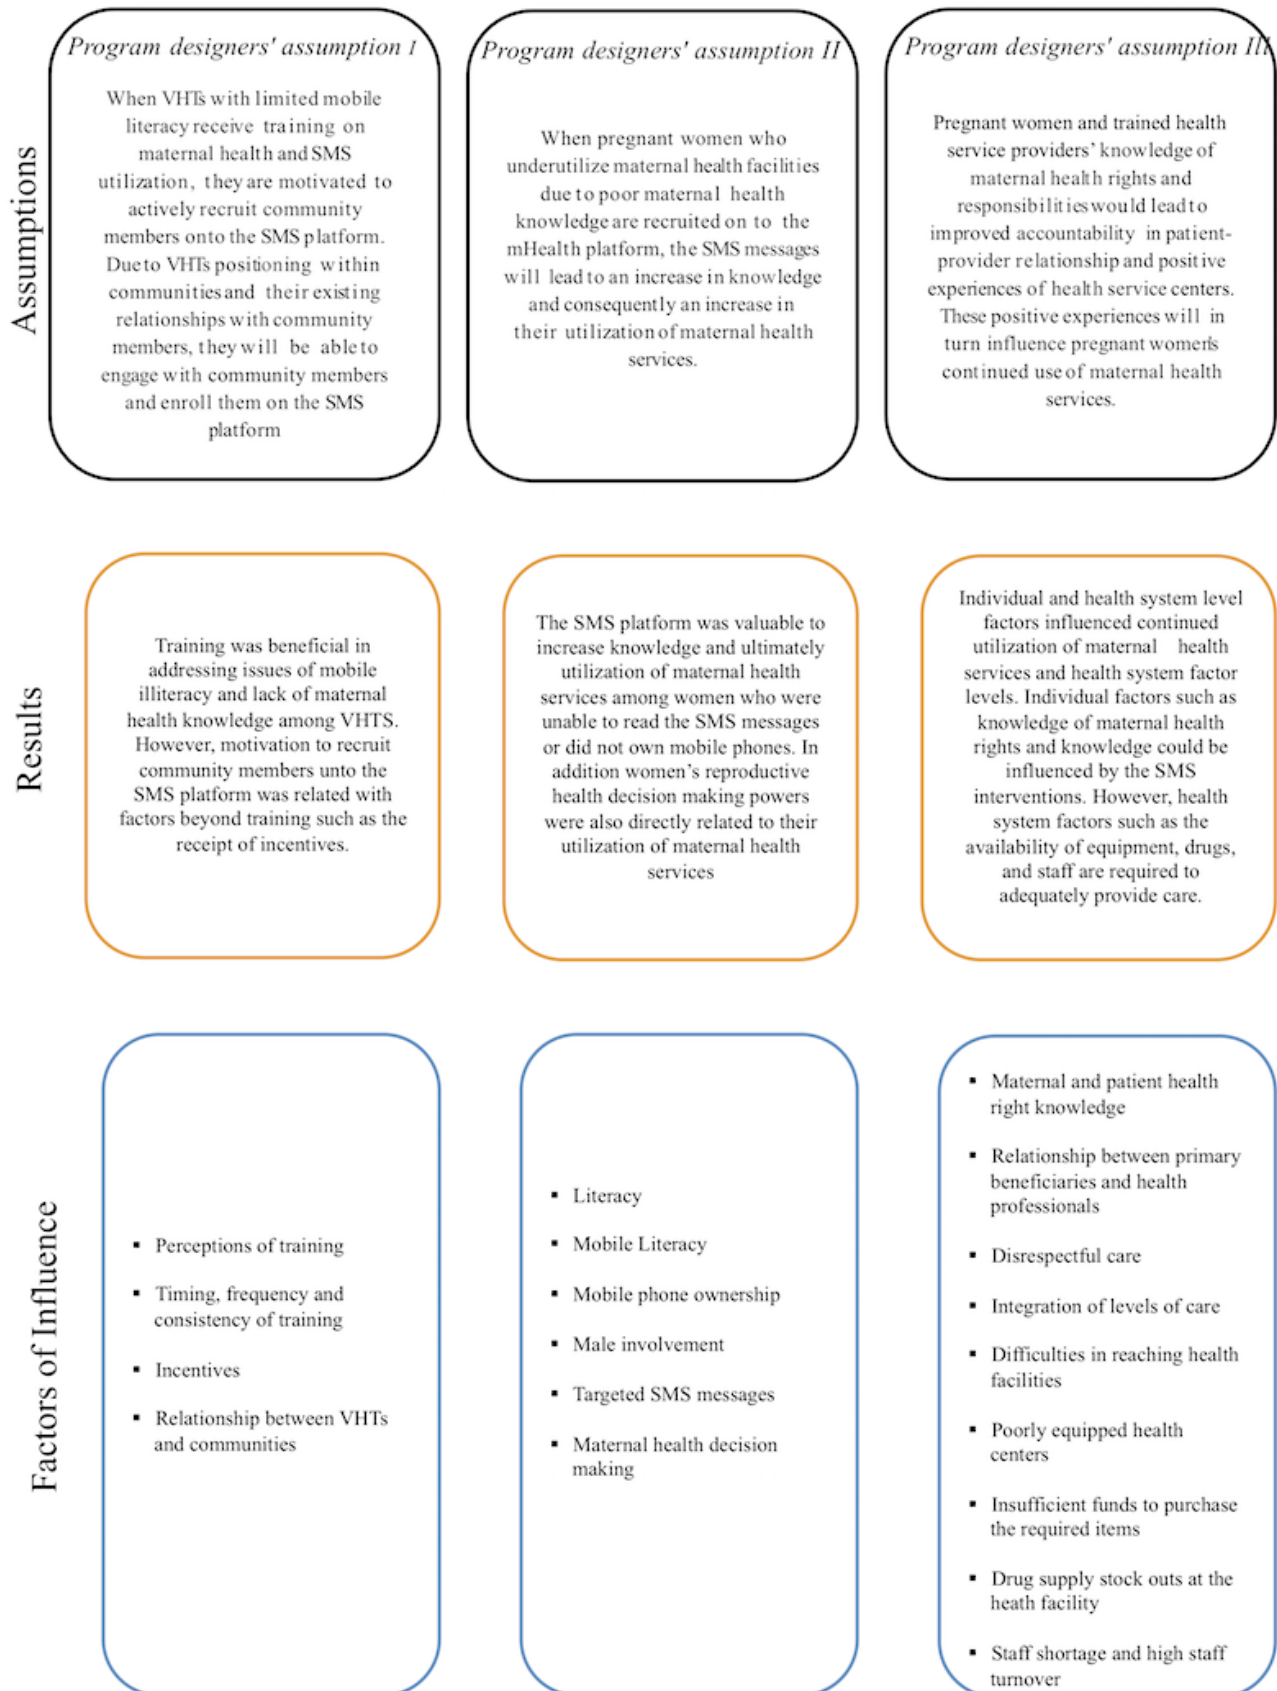 Assumptions
Program designers' assumption I
When VHTs with limited mobile
literacy receive training on
maternal health and SMS
utilization, they are motivated to
actively recruit community
members onto the SMS platform.
Due to VHTs positioning within
communities and their existing
relationships with community
members, they will be able to
engage with community members
and enroll them on the SMS
platform
Program designers' assumption II
When pregnant women who
underutilize maternal health facilities
due to poor maternal health
knowledge are recruited on to the
mHealth platform, the SMS messages
will lead to an increase in knowledge
and consequently an increase in
their utilization of maternal health
services.
Program designers' assumption III
Pregnant women and trained health
service providers' knowledge of
maternal health rights and
responsibilities would lead to
improved accountability in patient-
provider relationship and positive
experiences of health service centers.
These positive experiences will in
turn influence pregnant women's
continued use of maternal health
services.
Results
Training was beneficial in
addressing issues of mobile
illiteracy and lack of maternal
health knowledge among VHTS.
However, motivation to recruit
community members unto the
SMS platform was related with
factors beyond training such as the
receipt of incentives.
The SMS platform was valuable to
increase knowledge and ultimately
utilization of maternal health
services among women who were
unable to read the SMS messages
or did not own mobile phones. In
addition women's reproductive
health decision making powers
were also directly related to their
utilization of maternal health
services
Individual and health system level
factors influenced continued
utilization of maternal health
services and health system factor
levels. Individual factors such as
knowledge of maternal health
rights and knowledge could be
influenced by the SMS
interventions. However, health
system factors such as the
availability of equipment, drugs,
and staff are required to
adequately provide care.
Factors of Influence
▪ Perceptions of training
▪ Timing, frequency and
consistency of training
▪ Incentives
▪ Relationship between VHTs
and communities
▪ Literacy
▪ Mobile Literacy
▪ Mobile phone ownership
▪ Male involvement
▪ Targeted SMS messages
▪ Maternal health decision
making
▪ Maternal and patient health
right knowledge
▪ Relationship between primary
beneficiaries and health
professionals
▪ Disrespectful care
▪ Integration of levels of care
▪ Difficulties in reaching health
facilities
▪ Poorly equipped health
centers
▪ Insufficient funds to purchase
the required items
▪ Drug supply stock outs at the
heath facility
▪ Staff shortage and high staff
turnover